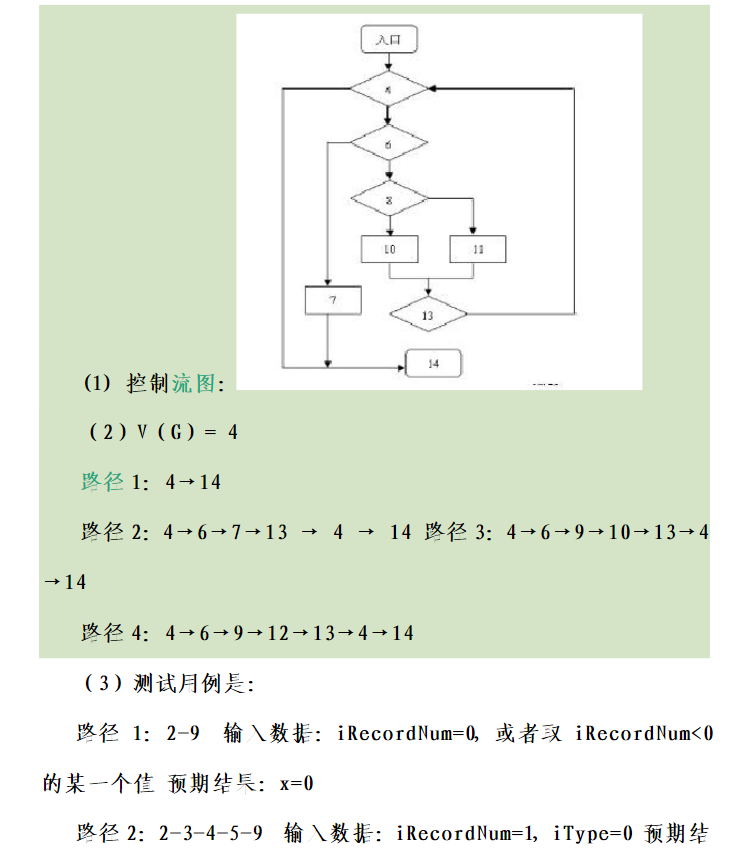 入口
4
6
8
10
11
7
13
14
(1) 控制流图:
(2)V(G)= 4
路径1: 4→14
路径2: 4→6→7→13 → 4 → 14 路径3: 4→6→9→10→13→4
→14
路径4: 4→6→9→12→13→4→14
(3)测试用例是:
路径 1: 2-9 输入数据: iRecordNum=0, 或者取 iRecordNum<0
的某一个值 预期结果: x=0
路径2: 2-3-4-5-9 输入数据: iRecordNum=1, iType=0 预期结